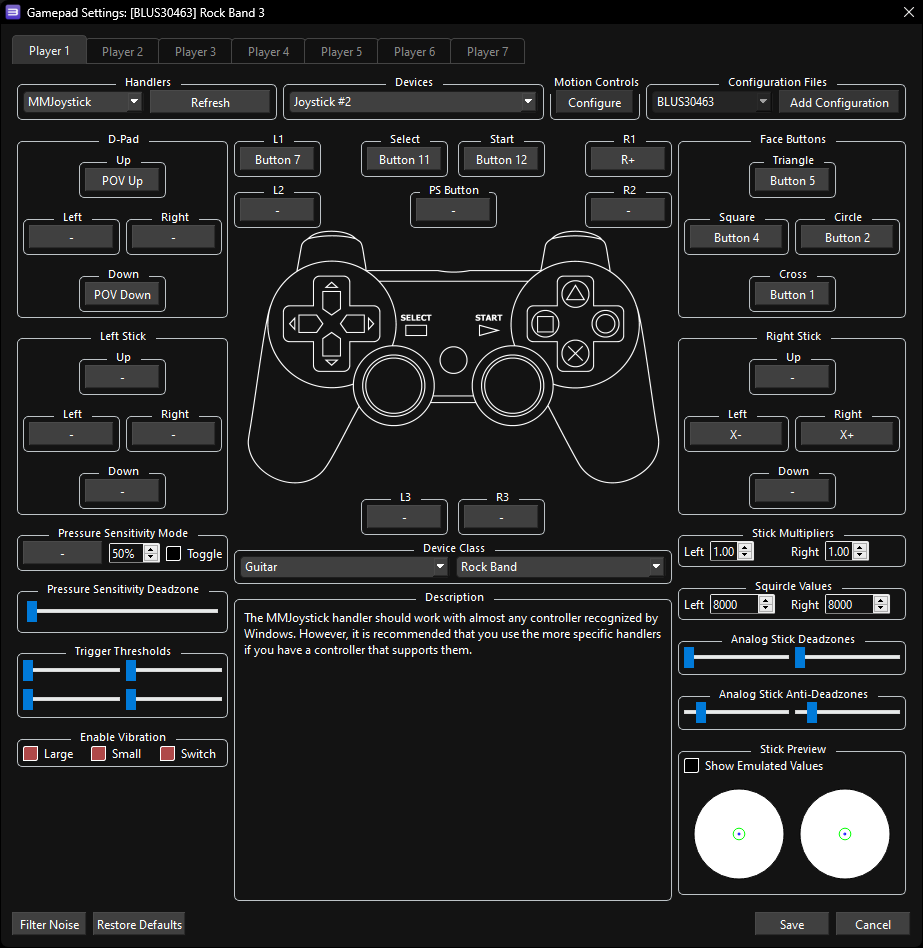 Gamepad Settings: [BLUS30463] Rock Band 3
Player 1 Player 2 Player 3 Player 4 Player 5 Player 6 Player 7
Handlers Devices Motion Controls Configuration Files
MMJoystick Refresh Joystick #2 Configure BLUS30463 Add Configuration
D-Pad L1 Select Start R1 Face Buttons
Up Button 7 Button 11 Button 12 R+ Triangle
POV Up L2 PS Button R2 Button 5
- - -
Left Right Square Circle
- - Button 4 Button 2
Down Cross
POV Down Button 1
SELECT START
Left Stick Right Stick
Up Up
- -
Left Right Left Right
- - X- X+
Down Down
- -
L3 R3
- -
Pressure Sensitivity Mode Stick Multipliers
- 50% Toggle Device Class Left 1.00 Right 1.00
Guitar Rock Band
Pressure Sensitivity Deadzone Squircle Values
Description Left 8000 Right 8000
The MMJoystick handler should work with almost any controller recognized by
Windows. However, it is recommended that you use the more specific handlers
if you have a controller that supports them.
Analog Stick Deadzones
Trigger Thresholds
Analog Stick Anti-Deadzones
Enable Vibration
Large Small Switch
Stick Preview
Show Emulated Values
Filter Noise Restore Defaults Save Cancel